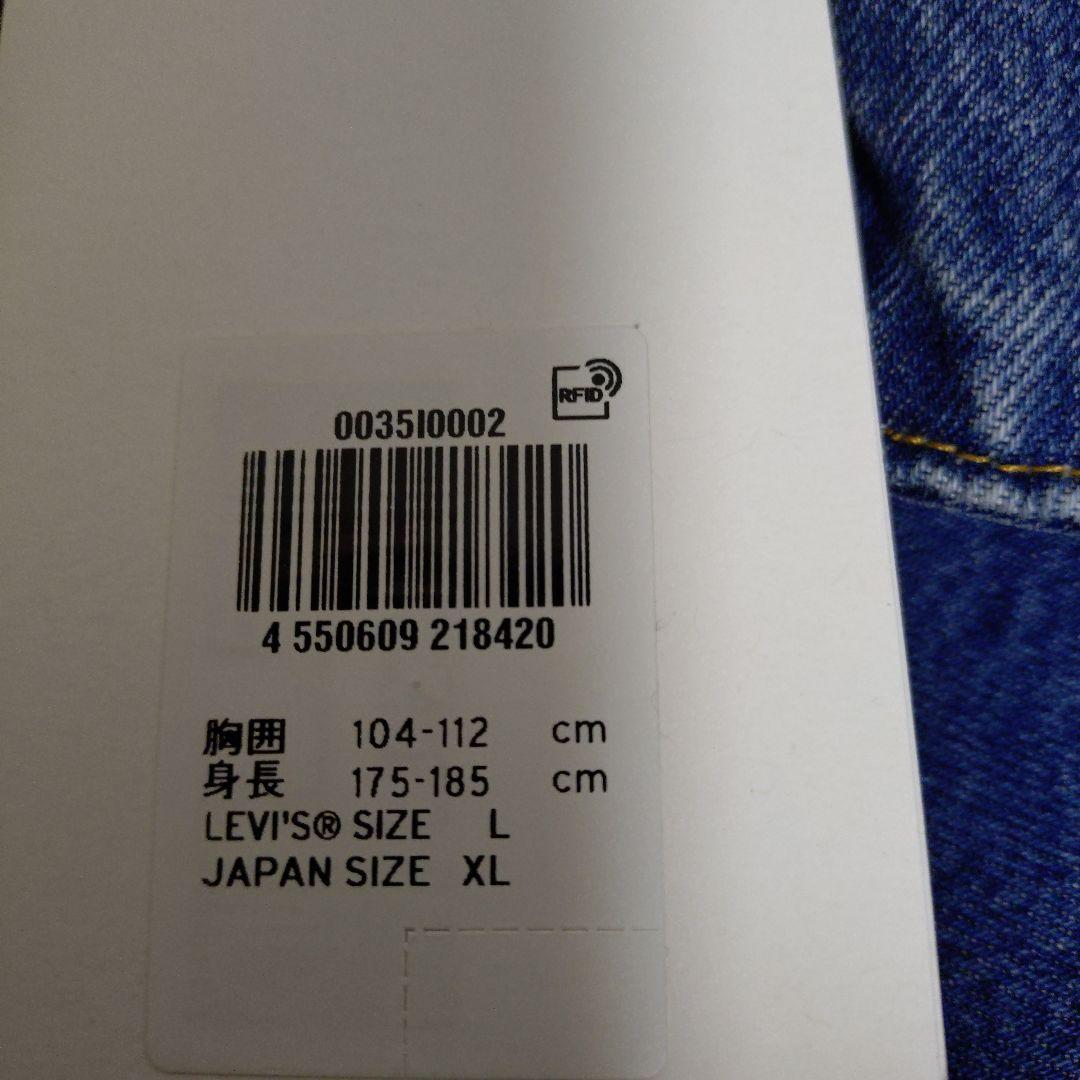 RFID
0035I0002
4 550609 218420
胸囲 104-112 cm
身長 175-185 cm
LEVI'S® SIZE L
JAPAN SIZE XL